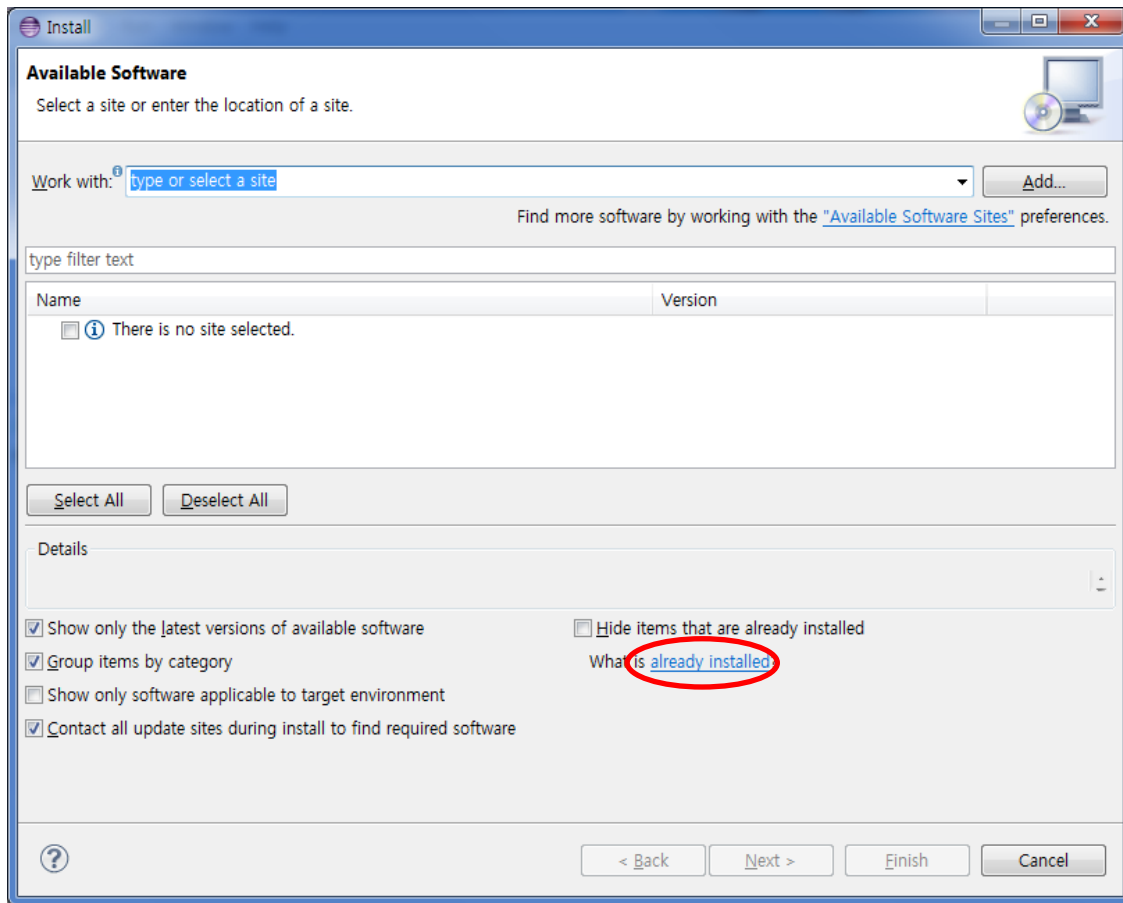 Install
Available Software
Select a site or enter the location of a site.
Work with: type or select a site Add...
Find more software by working with the "Available Software Sites" preferences.
type filter text
Name Version
There is no site selected.
Select All Deselect All
Details
Show only the latest versions of available software Hide items that are already installed
Group items by category What is already installed?
Show only software applicable to target environment
Contact all update sites during install to find required software
< Back Next > Finish Cancel